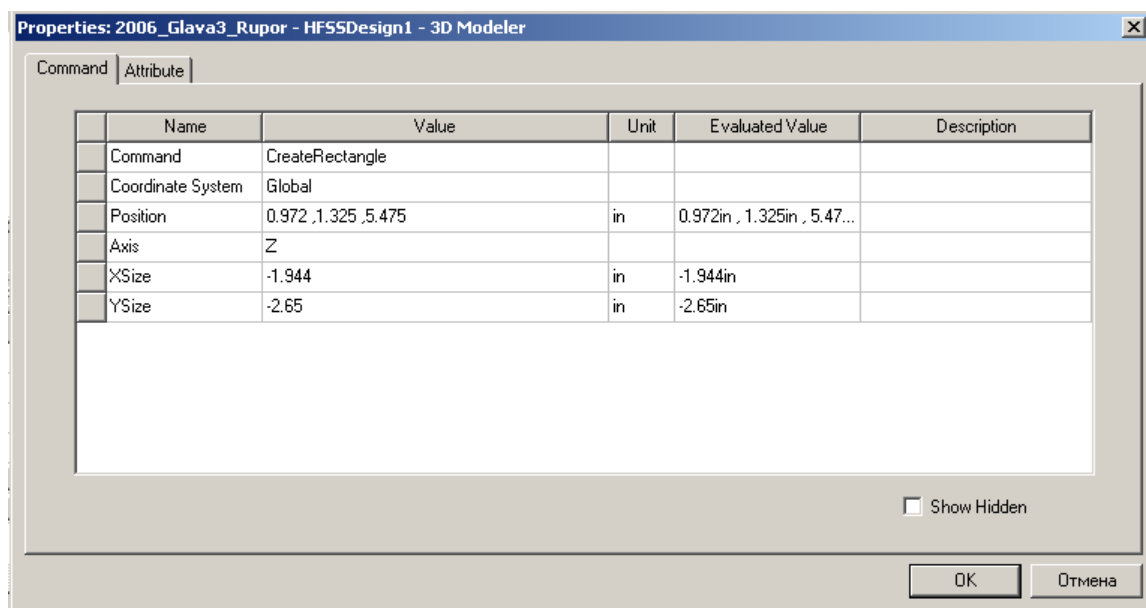 Properties: 2006_Glava3_Rupor - HFSSDesign1 - 3D Modeler
Command Attribute
Name Value Unit Evaluated Value Description
Command CreateRectangle
Coordinate System Global
Position 0.972 ,1.325 ,5.475 in 0.972in , 1.325in , 5.47...
Axis Z
XSize -1.944 in -1.944in
YSize -2.65 in -2.65in
Show Hidden
OK Отмена